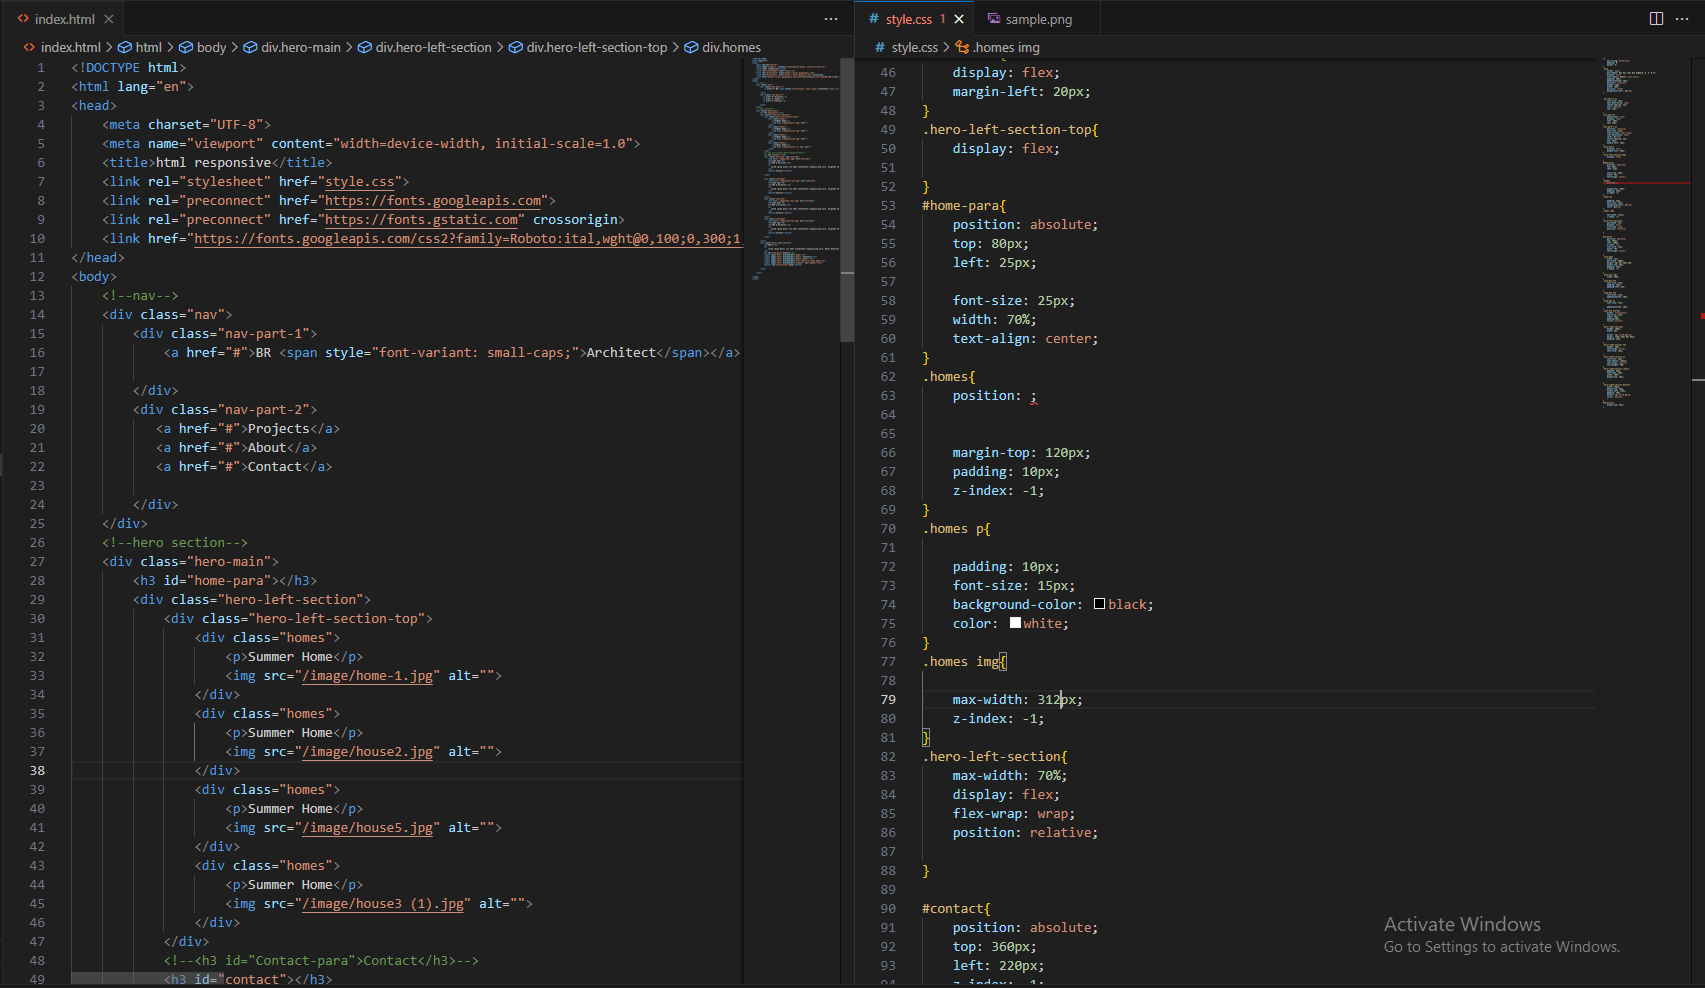 index.html
index.html > html > body > div.hero-main > div.hero-left-section > div.hero-left-section-top > div.homes
1 <!DOCTYPE html>
2 <html lang="en">
3 <head>
4 <meta charset="UTF-8">
5 <meta name="viewport" content="width=device-width, initial-scale=1.0">
6 <title>html responsive</title>
7 <link rel="stylesheet" href="style.css">
8 <link rel="preconnect" href="https://fonts.googleapis.com">
9 <link rel="preconnect" href="https://fonts.gstatic.com" crossorigin>
10 <link href="https://fonts.googleapis.com/css2?family=Roboto:ital,wght@0,100;0,300;1
11 </head>
12 <body>
13 <!--nav-->
14 <div class="nav">
15 <div class="nav-part-1">
16 <a href="#">BR <span style="font-variant: small-caps;">Architect</span></a>
17
18 </div>
19 <div class="nav-part-2">
20 <a href="#">Projects</a>
21 <a href="#">About</a>
22 <a href="#">Contact</a>
23
24 </div>
25 </div>
26 <!--hero section-->
27 <div class="hero-main">
28 <h3 id="home-para"></h3>
29 <div class="hero-left-section">
30 <div class="hero-left-section-top">
31 <div class="homes">
32 <p>Summer Home</p>
33 <img src="/image/home-1.jpg" alt="">
34 </div>
35 <div class="homes">
36 <p>Summer Home</p>
37 <img src="/image/house2.jpg" alt="">
38 </div>
39 <div class="homes">
40 <p>Summer Home</p>
41 <img src="/image/house5.jpg" alt="">
42 </div>
43 <div class="homes">
44 <p>Summer Home</p>
45 <img src="/image/house3 (1).jpg" alt="">
46 </div>
47 </div>
48 <!--<h3 id="Contact-para">Contact</h3>-->
49 <h3 id="contact"></h3>
# style.css 1
sample.png
# style.css > .homes img
46 display: flex;
47 margin-left: 20px;
48 }
49 .hero-left-section-top{
50 display: flex;
51
52 }
53 #home-para{
54 position: absolute;
55 top: 80px;
56 left: 25px;
57
58 font-size: 25px;
59 width: 70%;
60 text-align: center;
61 }
62 .homes{
63 position: ;
64
65
66 margin-top: 120px;
67 padding: 10px;
68 z-index: -1;
69 }
70 .homes p{
71
72 padding: 10px;
73 font-size: 15px;
74 background-color: black;
75 color: white;
76 }
77 .homes img{
78
79 max-width: 312px;
80 z-index: -1;
81 }
82 .hero-left-section{
83 max-width: 70%;
84 display: flex;
85 flex-wrap: wrap;
86 position: relative;
87
88 }
89
90 #contact{
91 position: absolute;
92 top: 360px;
93 left: 220px;
94 z-index: -1;
Activate Windows
Go to Settings to activate Windows.